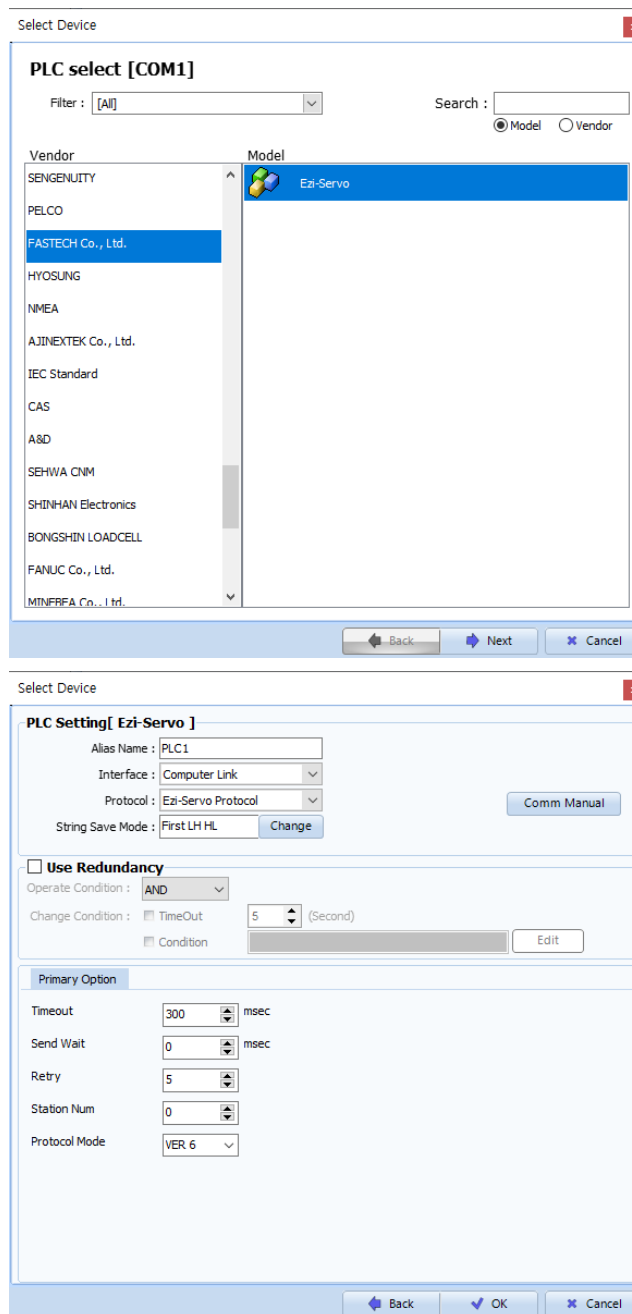 Select Device
PLC select [COM1]
Filter : [All] Search :
Model Vendor
Vendor Model
SENGENUITY Ezi-Servo
PELCO
FASTECH Co., Ltd.
HYOSUNG
NMEA
AJINEXTEK Co., Ltd.
IEC Standard
CAS
A&D
SEHWA CNM
SHINHAN Electronics
BONGSHIN LOADCELL
FANUC Co., Ltd.
MINEBEA Co., Ltd.
Back Next Cancel
Select Device
PLC Setting[ Ezi-Servo ]
Alias Name : PLC1
Interface : Computer Link
Protocol : Ezi-Servo Protocol Comm Manual
String Save Mode : First LH HL Change
Use Redundancy
Operate Condition : AND
Change Condition : TimeOut 5 (Second)
Condition Edit
Primary Option
Timeout 300 msec
Send Wait 0 msec
Retry 5
Station Num 0
Protocol Mode VER 6
Back OK Cancel